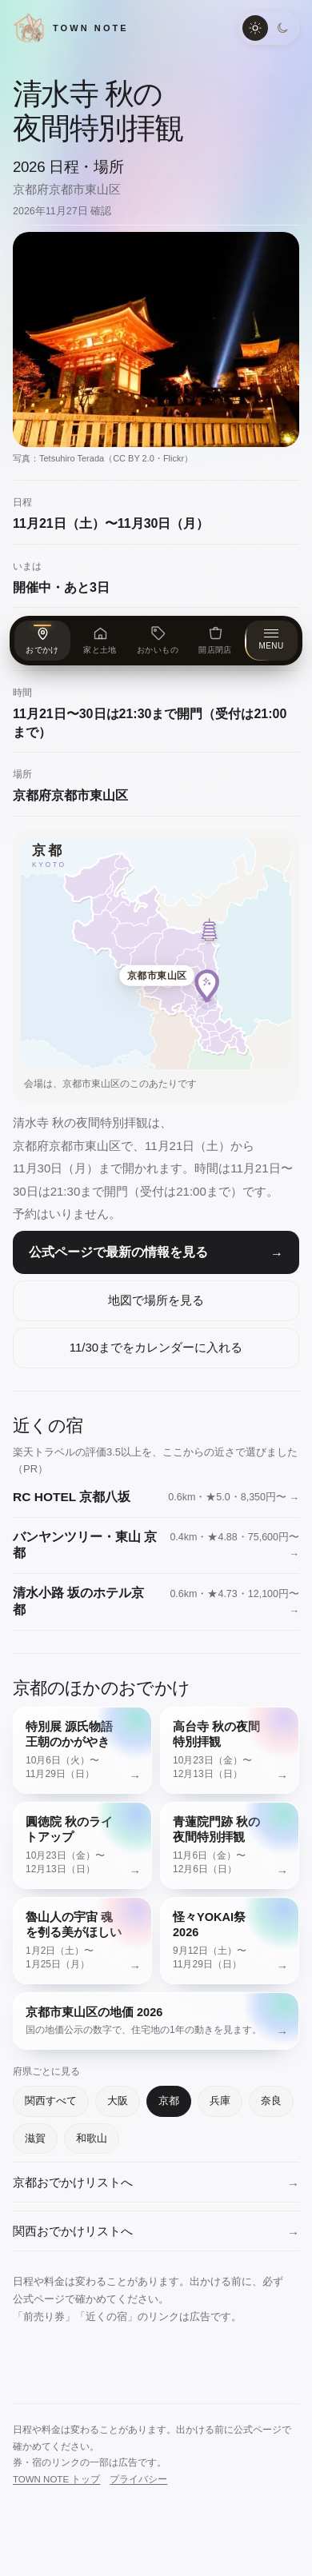 TOWN NOTE
清水寺 秋の
夜間特別拝観
2026 日程・場所
京都府京都市東山区
2026年11月27日 確認
写真：Tetsuhiro Terada（CC BY 2.0・Flickr）
日程
11月21日（土）〜11月30日（月）
いまは
開催中・あと3日
おでかけ
家と土地
おかいもの
開店閉店
MENU
時間
11月21日〜30日は21:30まで開門（受付は21:00
まで）
場所
京都府京都市東山区
京都
KYOTO
京都市東山区
会場は、京都市東山区のこのあたりです
清水寺 秋の夜間特別拝観は、
京都府京都市東山区で、11月21日（土）から
11月30日（月）まで開かれます。時間は11月21日〜
30日は21:30まで開門（受付は21:00まで）です。
予約はいりません。
公式ページで最新の情報を見る →
地図で場所を見る
11/30までをカレンダーに入れる
近くの宿
楽天トラベルの評価3.5以上を、ここからの近さで選びました
（PR）
RC HOTEL 京都八坂 0.6km・★5.0・8,350円〜 →
バンヤンツリー・東山 京 0.4km・★4.88・75,600円〜
都 →
清水小路 坂のホテル京 0.6km・★4.73・12,100円〜
都 →
京都のほかのおでかけ
特別展 源氏物語
王朝のかがやき
10月6日（火）〜
11月29日（日） →
高台寺 秋の夜間
特別拝観
10月23日（金）〜
12月13日（日） →
圓徳院 秋のライ
トアップ
10月23日（金）〜
12月13日（日） →
青蓮院門跡 秋の
夜間特別拝観
11月6日（金）〜
12月6日（日） →
魯山人の宇宙 魂
を刳る美がほしい
1月2日（土）〜
1月25日（月） →
怪々YOKAI祭
2026
9月12日（土）〜
11月29日（日） →
京都市東山区の地価 2026
国の地価公示の数字で、住宅地の1年の動きを見ます。 →
府県ごとに見る
関西すべて
大阪
京都
兵庫
奈良
滋賀
和歌山
京都おでかけリストへ →
関西おでかけリストへ →
日程や料金は変わることがあります。出かける前に、必ず
公式ページで確かめてください。
「前売り券」「近くの宿」のリンクは広告です。
日程や料金は変わることがあります。出かける前に公式ページで
確かめてください。
券・宿のリンクの一部は広告です。
TOWN NOTE トップ プライバシー